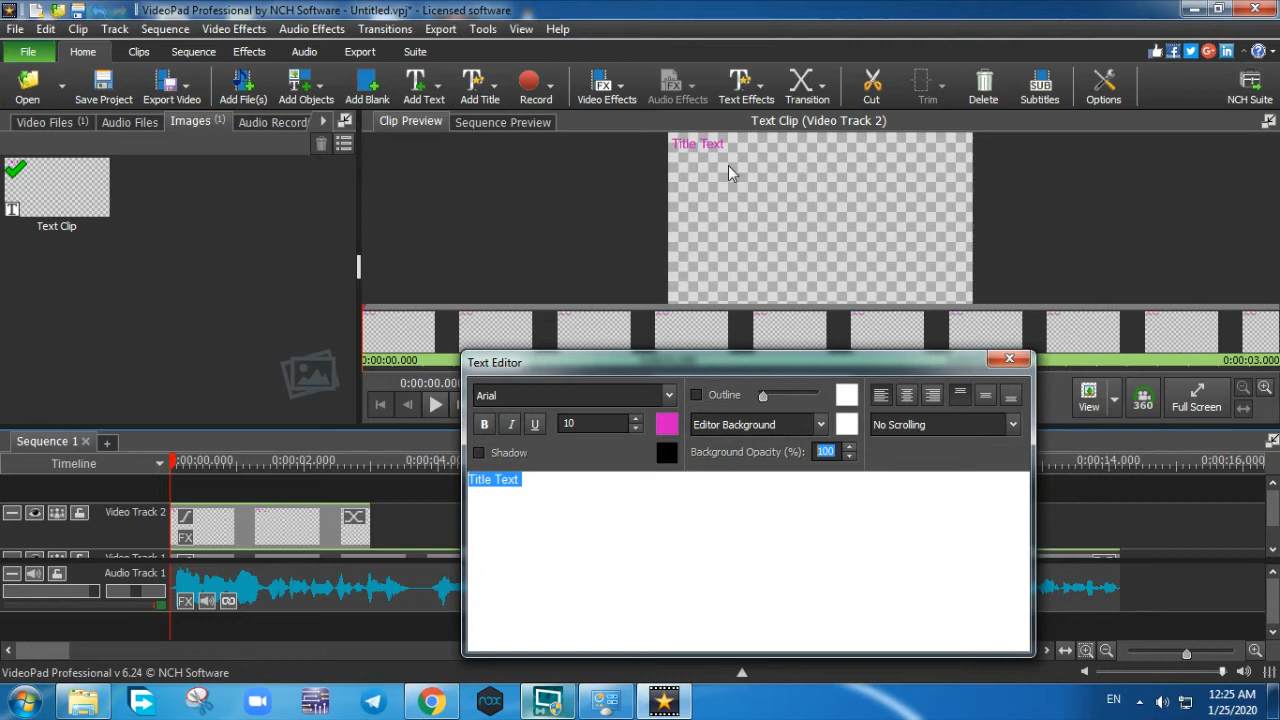 VideoPad Professional by NCH Software - Untitled.vpj* - Licensed software
File Edit Clip Track Sequence Video Effects Audio Effects Transitions Export Tools View Help
File Home Clips Sequence Effects Audio Export Suite
Open Save Project Export Video Add File(s) Add Objects Add Blank Add Text Add Title Record Video Effects Audio Effects Text Effects Transition Cut Trim Delete Subtitles Options NCH Suite
Video Files (1) Audio Files Images (1) Audio Record
Clip Preview Sequence Preview Text Clip (Video Track 2)
Title Text
Text Clip
0:00:00.000 0:00:03.000
0:00:00.000
View 360 Full Screen
Text Editor
Arial Outline
B I U 10 Editor Background No Scrolling
Shadow Background Opacity (%): 100
Title Text
Sequence 1
Timeline 0:00:00.000 0:00:02.000 0:00:04.0 0:00:14.000 0:00:16.000
Video Track 2
FX
Video Track 1
Audio Track 1
FX
VideoPad Professional v 6.24 © NCH Software
EN 12:25 AM
1/25/2020